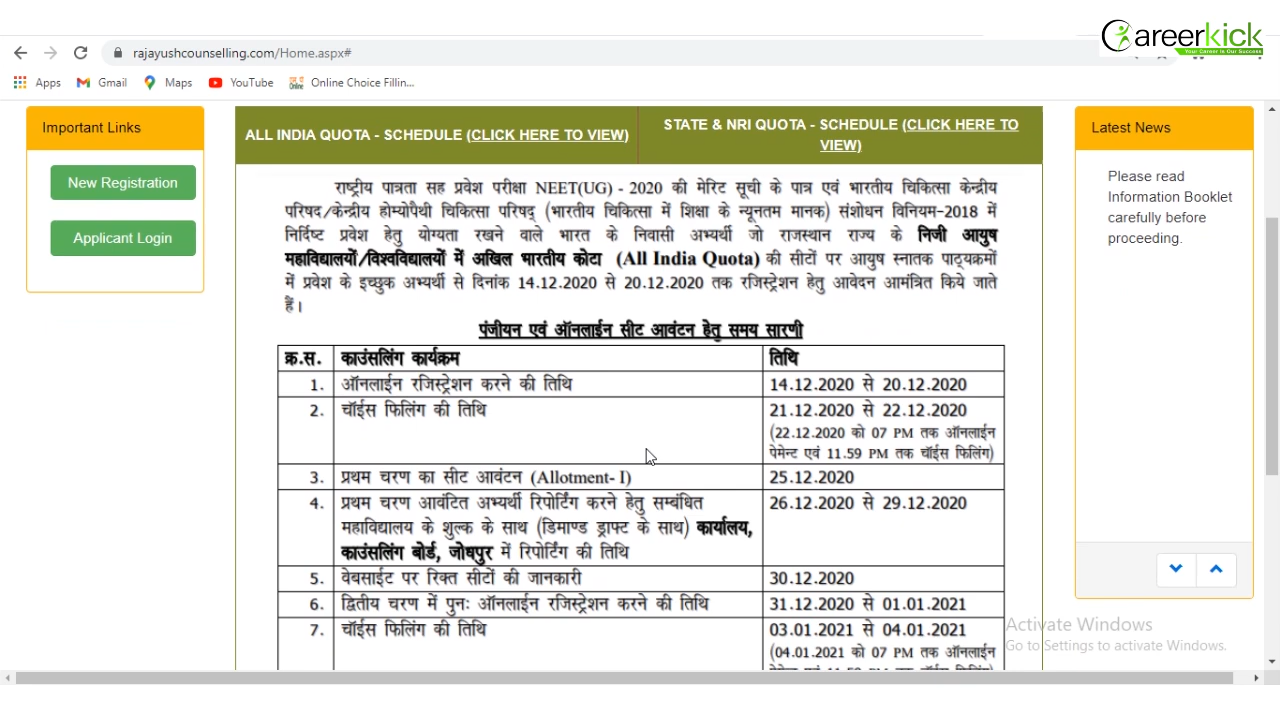 Careerkick
Your Career is Our Success
rajayushcounselling.com/Home.aspx#
Apps Gmail Maps YouTube Online Choice Fillin...
Important Links
New Registration
Applicant Login
ALL INDIA QUOTA - SCHEDULE (CLICK HERE TO VIEW)
STATE & NRI QUOTA - SCHEDULE (CLICK HERE TO
VIEW)
राष्ट्रीय पात्रता सह प्रवेश परीक्षा NEET(UG) - 2020 की मेरिट सूची के पात्र एवं भारतीय चिकित्सा केन्द्रीय
परिषद/केन्द्रीय होम्योपैथी चिकित्सा परिषद् (भारतीय चिकित्सा में शिक्षा के न्यूनतम मानक) संशोधन विनियम-2018 में
निर्दिष्ट प्रवेश हेतु योग्यता रखने वाले भारत के निवासी अभ्यर्थी जो राजस्थान राज्य के निजी आयुष
महाविद्यालयों/विश्वविद्यालयों में अखिल भारतीय कोटा (All India Quota) की सीटों पर आयुष स्नातक पाठ्यक्रमों
में प्रवेश के इच्छुक अभ्यर्थी से दिनांक 14.12.2020 से 20.12.2020 तक रजिस्ट्रेशन हेतु आवेदन आमंत्रित किये जाते
हैं।
पंजीयन एवं ऑनलाईन सीट आवंटन हेतु समय सारणी
क्र.स. काउंसलिंग कार्यक्रम तिथि
1. ऑनलाईन रजिस्ट्रेशन करने की तिथि 14.12.2020 से 20.12.2020
2. चॉईस फिलिंग की तिथि 21.12.2020 से 22.12.2020
(22.12.2020 को 07 PM तक ऑनलाईन
पेमेन्ट एवं 11.59 PM तक चॉईस फिलिंग)
3. प्रथम चरण का सीट आवंटन (Allotment- I) 25.12.2020
4. प्रथम चरण आवंटित अभ्यर्थी रिपोर्टिंग करने हेतु सम्बंधित 26.12.2020 से 29.12.2020
महाविद्यालय के शुल्क के साथ (डिमाण्ड ड्राफ्ट के साथ) कार्यालय,
काउंसलिंग बोर्ड, जोधपुर में रिपोर्टिंग की तिथि
5. वेबसाईट पर रिक्त सीटों की जानकारी 30.12.2020
6. द्वितीय चरण में पुनः ऑनलाईन रजिस्ट्रेशन करने की तिथि 31.12.2020 से 01.01.2021
7. चॉईस फिलिंग की तिथि 03.01.2021 से 04.01.2021
(04.01.2021 को 07 PM तक ऑनलाईन
Latest News
Please read
Information Booklet
carefully before
proceeding.
Activate Windows
Go to Settings to activate Windows.